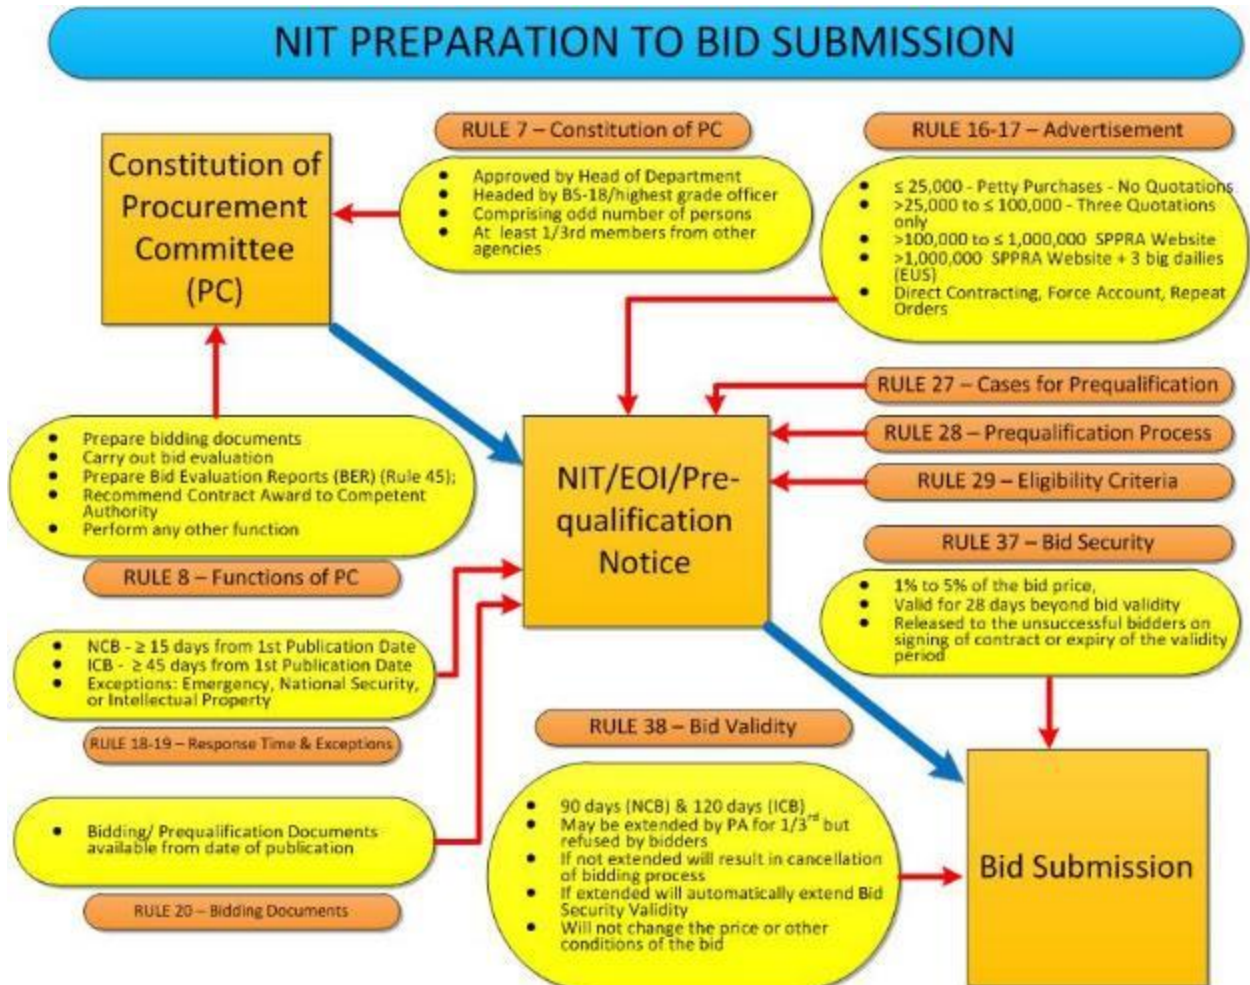 NIT PREPARATION TO BID SUBMISSION
Constitution of
Procurement
Committee
(PC)
RULE 7 – Constitution of PC
• Approved by Head of Department
• Headed by BS-18/highest grade officer
• Comprising odd number of persons
• At least 1/3rd members from other
agencies
RULE 16-17 – Advertisement
• ≤ 25,000 - Petty Purchases - No Quotations
• >25,000 to ≤ 100,000 - Three Quotations
only
• >100,000 to ≤ 1,000,000 SPPRA Website
• >1,000,000 SPPRA Website + 3 big dailies
(EUS)
• Direct Contracting, Force Account, Repeat
Orders
RULE 27 – Cases for Prequalification
RULE 28 – Prequalification Process
RULE 29 – Eligibility Criteria
• Prepare bidding documents
• Carry out bid evaluation
• Prepare Bid Evaluation Reports (BER) (Rule 45);
• Recommend Contract Award to Competent
Authority
• Perform any other function
RULE 8 – Functions of PC
NIT/EOI/Pre-
qualification
Notice
RULE 37 – Bid Security
• 1% to 5% of the bid price,
• Valid for 28 days beyond bid validity
• Released to the unsuccessful bidders on
signing of contract or expiry of the validity
period
• NCB - ≥ 15 days from 1st Publication Date
• ICB - ≥ 45 days from 1st Publication Date
• Exceptions: Emergency, National Security,
or Intellectual Property
RULE 18-19 – Response Time & Exceptions
• Bidding/ Prequalification Documents
available from date of publication
RULE 20 – Bidding Documents
RULE 38 – Bid Validity
• 90 days (NCB) & 120 days (ICB)
• May be extended by PA for 1/3rd but
refused by bidders
• If not extended will result in cancellation
of bidding process
• If extended will automatically extend Bid
Security Validity
• Will not change the price or other
conditions of the bid
Bid Submission